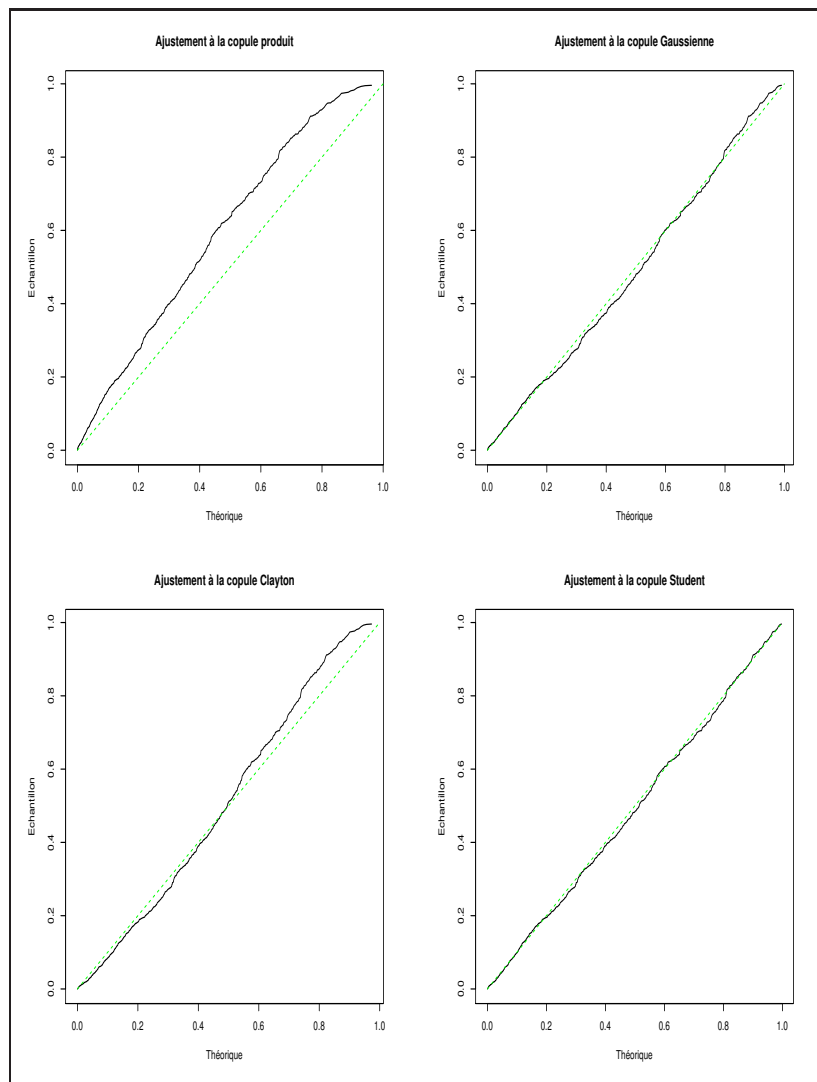 Ajustement à la copule produit
Echantillon
0.0 0.2 0.4 0.6 0.8 1.0
0.0 0.2 0.4 0.6 0.8 1.0
Théorique
Ajustement à la copule Gaussienne
Echantillon
0.0 0.2 0.4 0.6 0.8 1.0
0.0 0.2 0.4 0.6 0.8 1.0
Théorique
Ajustement à la copule Clayton
Echantillon
0.0 0.2 0.4 0.6 0.8 1.0
0.0 0.2 0.4 0.6 0.8 1.0
Théorique
Ajustement à la copule Student
Echantillon
0.0 0.2 0.4 0.6 0.8 1.0
0.0 0.2 0.4 0.6 0.8 1.0
Théorique